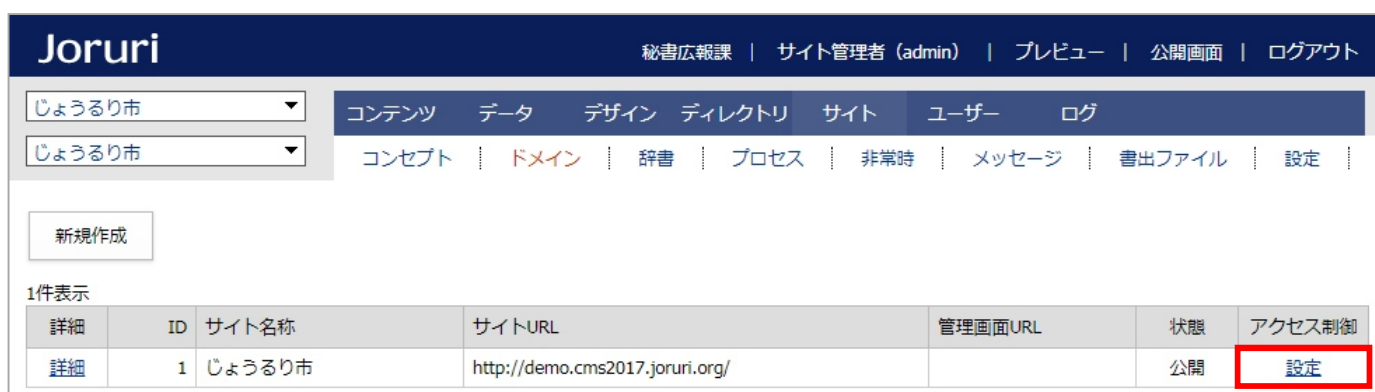 Joruri
秘書広報課 | サイト管理者 (admin) | プレビュー | 公開画面 | ログアウト
じょうるり市
コンテンツ データ デザイン ディレクトリ サイト ユーザー ログ
じょうるり市
コンセプト ドメイン 辞書 プロセス 非常時 メッセージ 書出ファイル 設定
新規作成
1件表示
詳細 ID サイト名称 サイトURL 管理画面URL 状態 アクセス制御
詳細 1 じょうるり市 http://demo.cms2017.joruri.org/ 公開 設定